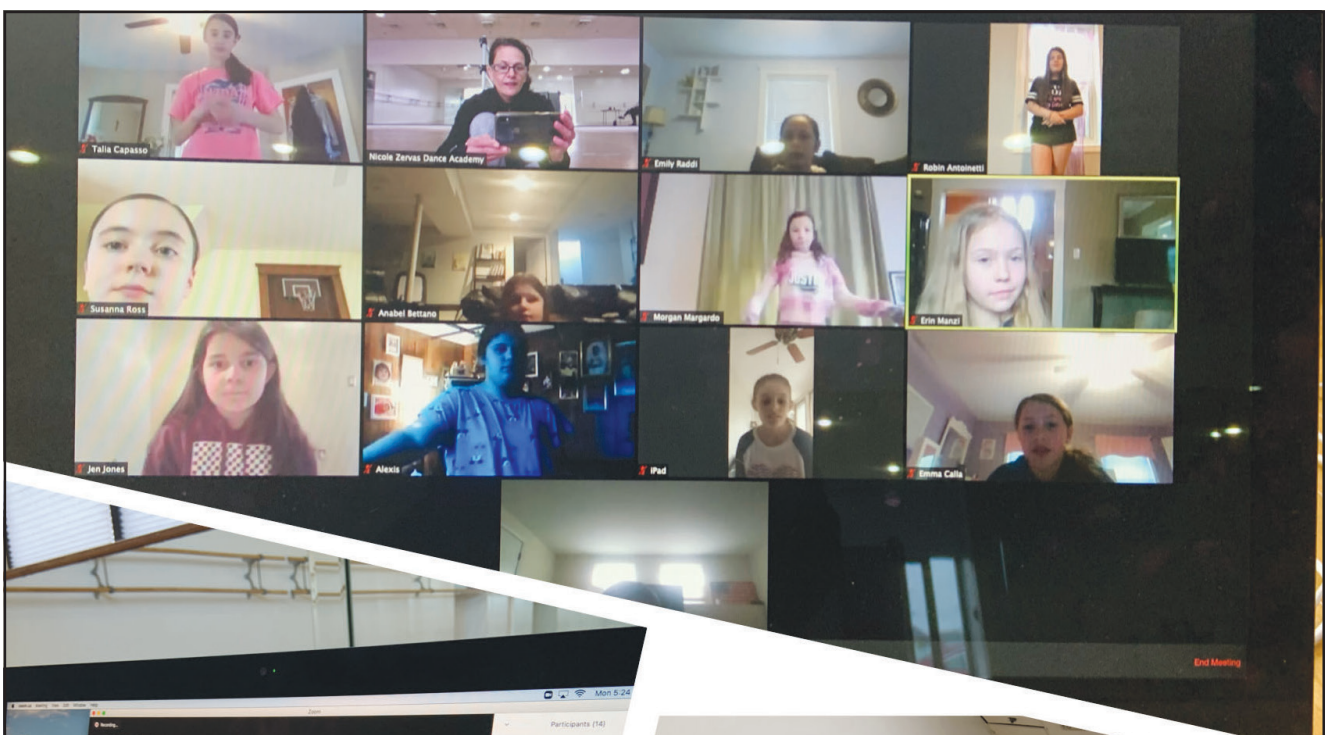 Talia Capasso
Nicole Zervas Dance Academy
Emily Raddi
Robin Antoinetti
Susanna Ross
Anabel Bettano
Morgan Margardo
Erin Manzi
Jen Jones
Alexis
iPad
Emma Calla
End Meeting
Mon 5:24
Zoom
Recording...
Participants (14)